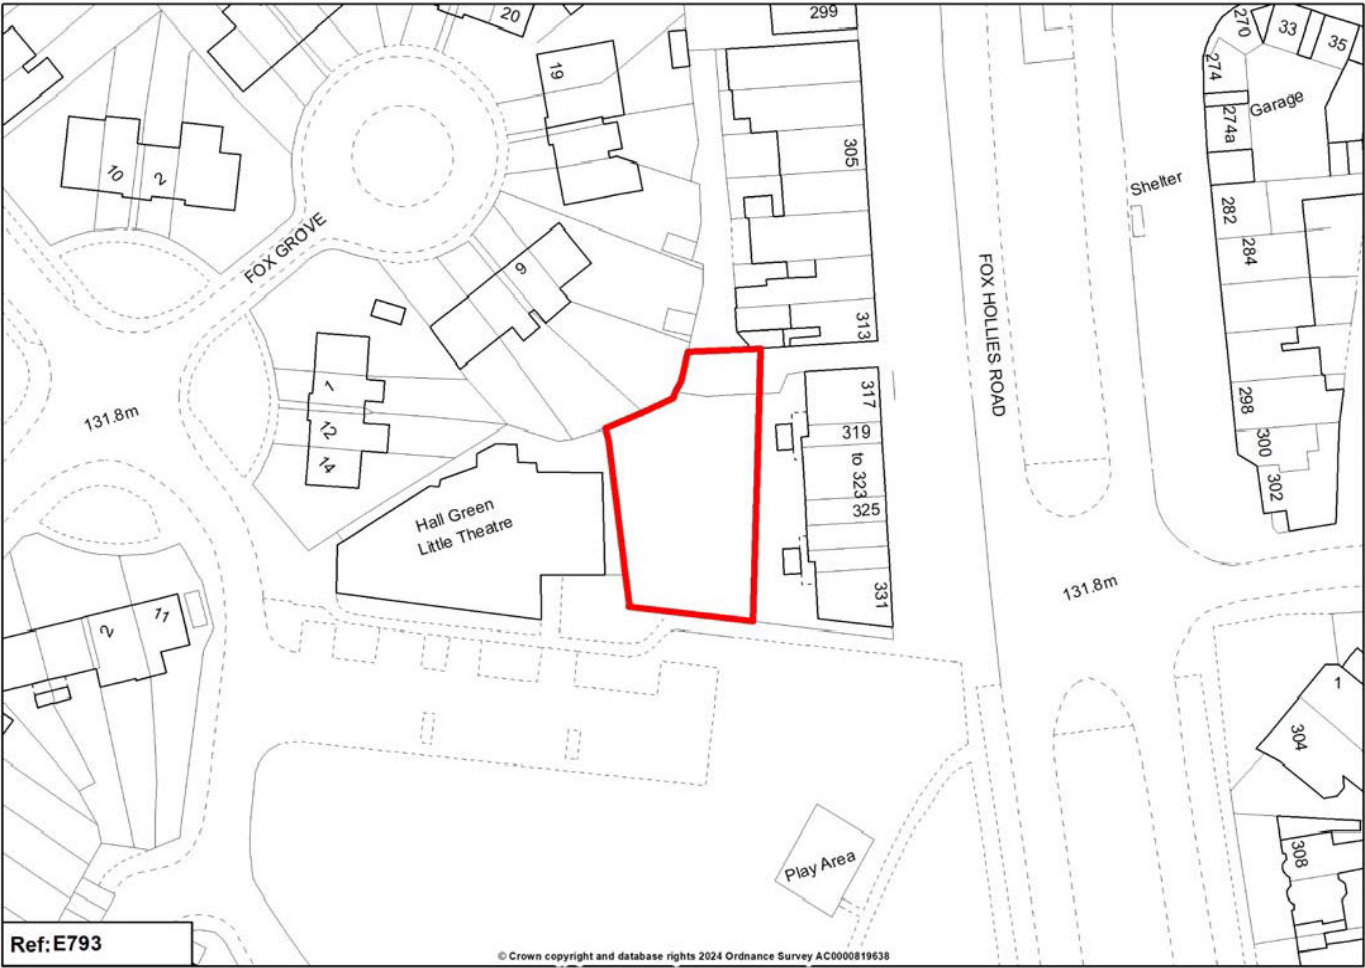 20
299
270
33
35
19
274
Garage
274a
305
10
2
Shelter
282
FOX GROVE
284
9
FOX HOLLIES ROAD
313
1
317
298
131.8m
12
319
300
14
to 323
302
325
Hall Green
Little Theatre
131.8m
331
11
2
1
304
308
Play Area
Ref:E793
© Crown copyright and database rights 2024 Ordnance Survey AC0000819638